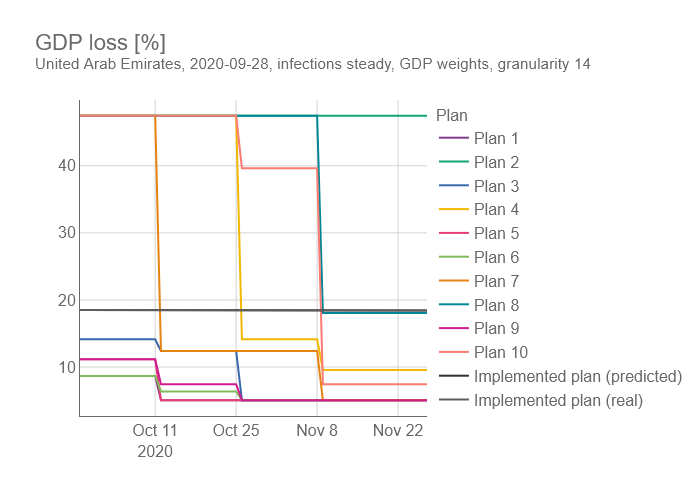 GDP loss [%]
United Arab Emirates, 2020-09-28, infections steady, GDP weights, granularity 14
Plan
Plan 1
Plan 2
Plan 3
Plan 4
Plan 5
Plan 6
Plan 7
Plan 8
Plan 9
Plan 10
Implemented plan (predicted)
Implemented plan (real)
40
30
20
10
Oct 11 Oct 25 Nov 8 Nov 22
2020